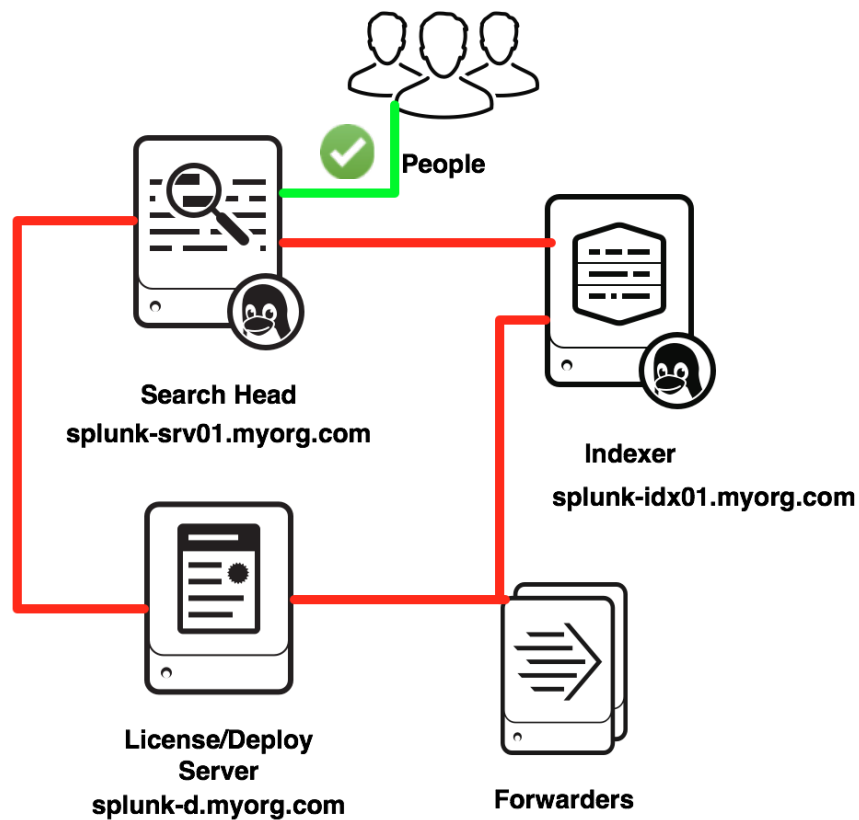 People
Search Head
splunk-srv01.myorg.com
Indexer
splunk-idx01.myorg.com
License/Deploy
Server
splunk-d.myorg.com
Forwarders